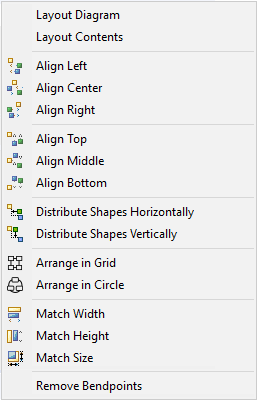 Layout Diagram
Layout Contents
Align Left
Align Center
Align Right
Align Top
Align Middle
Align Bottom
Distribute Shapes Horizontally
Distribute Shapes Vertically
Arrange in Grid
Arrange in Circle
Match Width
Match Height
Match Size
Remove Bendpoints